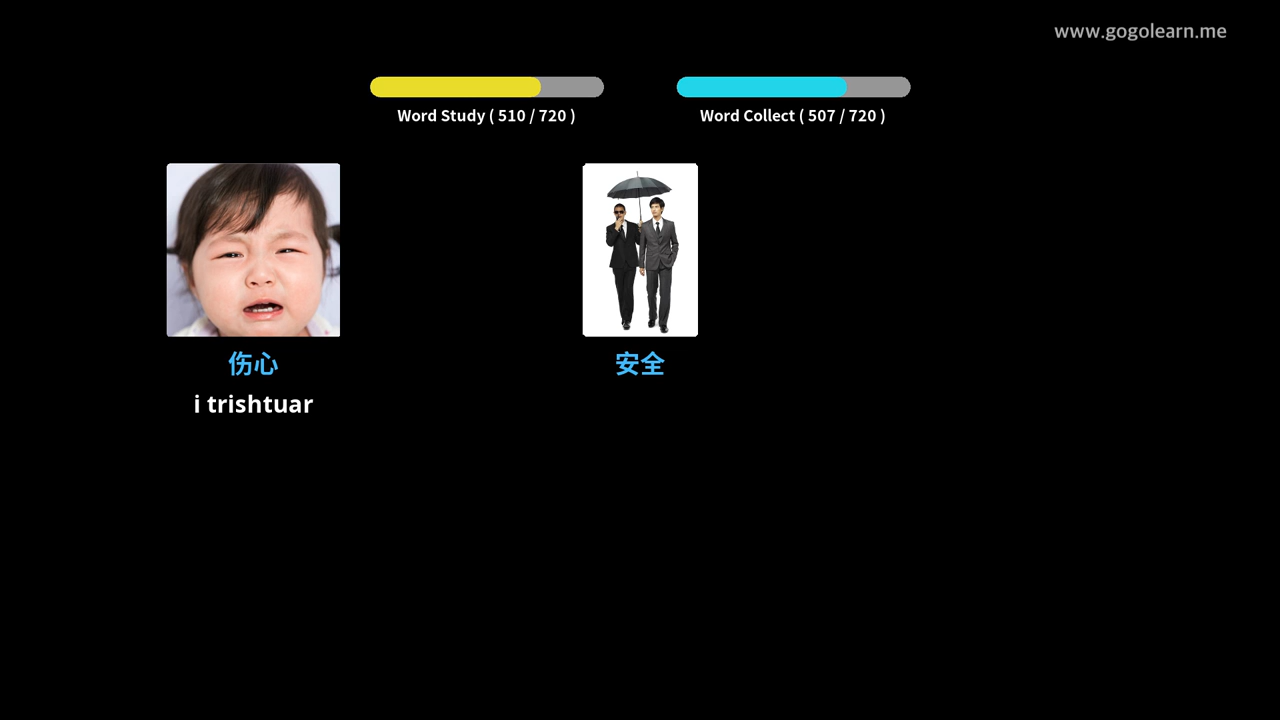 www.gogolearn.me
Word Study ( 510 / 720 )
Word Collect ( 507 / 720 )
伤心
安全
i trishtuar